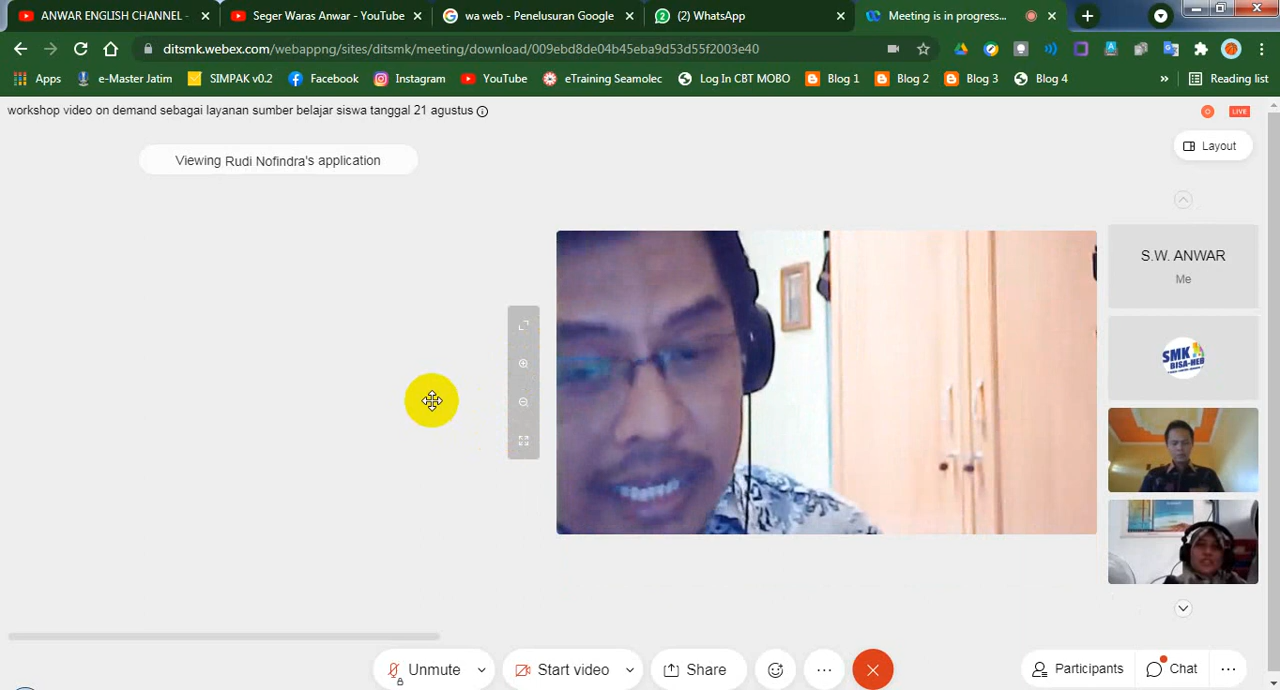 ANWAR ENGLISH CHANNEL -
Seger Waras Anwar - YouTube
wa web - Penelusuran Google
(2) WhatsApp
Meeting is in progress...
ditsmk.webex.com/webappng/sites/ditsmk/meeting/download/009ebd8de04b45eba9d53d55f2003e40
Apps
e-Master Jatim
SIMPAK v0.2
Facebook
Instagram
YouTube
eTraining Seamolec
Log In CBT MOBO
Blog 1
Blog 2
Blog 3
Blog 4
»
Reading list
workshop video on demand sebagai layanan sumber belajar siswa tanggal 21 agustus
LIVE
Viewing Rudi Nofindra's application
Layout
S.W. ANWAR
Me
SMK
BISA-HEB
Unmute
Start video
Share
Participants
Chat